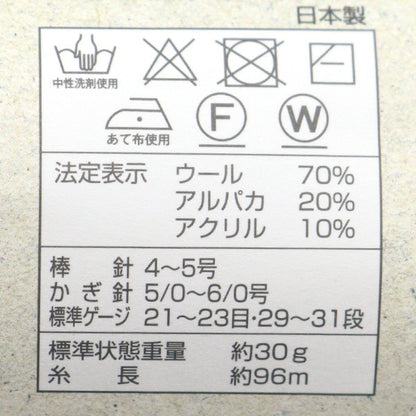 日本製
中性洗剤使用
あて布使用
F W
法定表示 ウール 70%
アルパカ 20%
アクリル 10%
棒針 4～5号
かぎ針 5/0～6/0号
標準ゲージ 21～23目・29～31段
標準状態重量 約30g
糸長 約96m